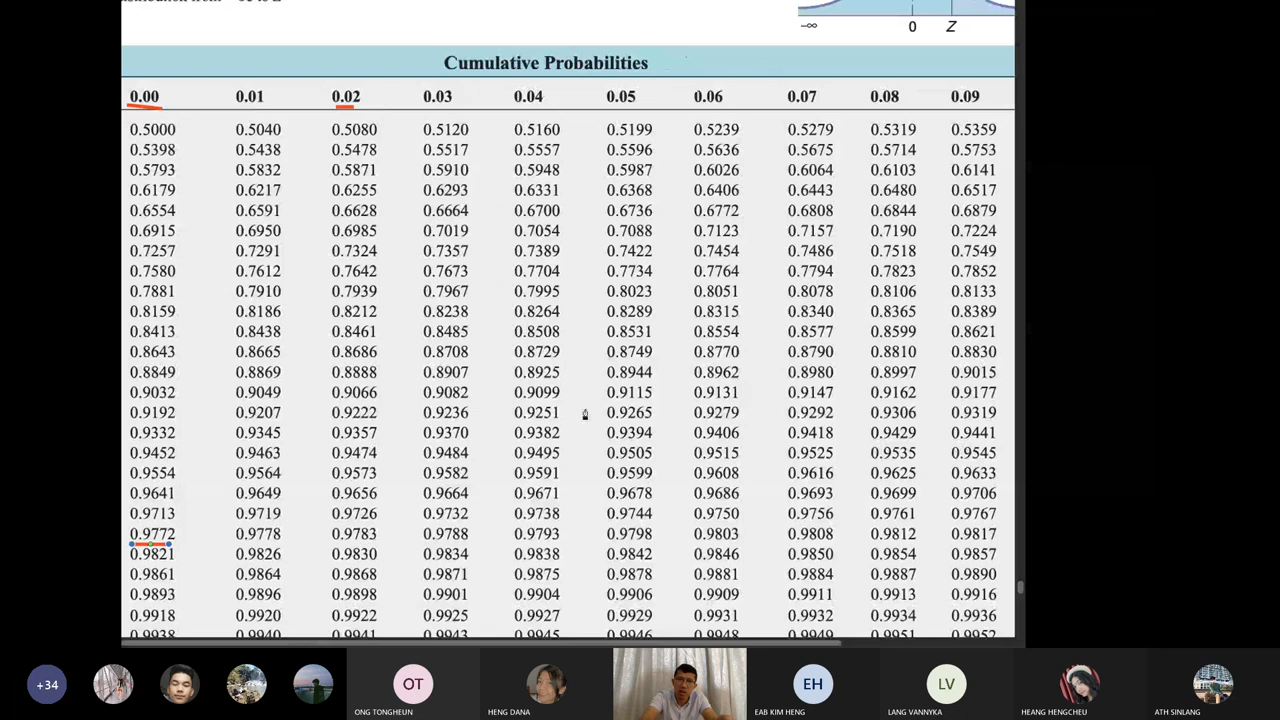 -∞ 0 Z
Cumulative Probabilities
0.00 0.01 0.02 0.03 0.04 0.05 0.06 0.07 0.08 0.09
0.5000 0.5040 0.5080 0.5120 0.5160 0.5199 0.5239 0.5279 0.5319 0.5359
0.5398 0.5438 0.5478 0.5517 0.5557 0.5596 0.5636 0.5675 0.5714 0.5753
0.5793 0.5832 0.5871 0.5910 0.5948 0.5987 0.6026 0.6064 0.6103 0.6141
0.6179 0.6217 0.6255 0.6293 0.6331 0.6368 0.6406 0.6443 0.6480 0.6517
0.6554 0.6591 0.6628 0.6664 0.6700 0.6736 0.6772 0.6808 0.6844 0.6879
0.6915 0.6950 0.6985 0.7019 0.7054 0.7088 0.7123 0.7157 0.7190 0.7224
0.7257 0.7291 0.7324 0.7357 0.7389 0.7422 0.7454 0.7486 0.7518 0.7549
0.7580 0.7612 0.7642 0.7673 0.7704 0.7734 0.7764 0.7794 0.7823 0.7852
0.7881 0.7910 0.7939 0.7967 0.7995 0.8023 0.8051 0.8078 0.8106 0.8133
0.8159 0.8186 0.8212 0.8238 0.8264 0.8289 0.8315 0.8340 0.8365 0.8389
0.8413 0.8438 0.8461 0.8485 0.8508 0.8531 0.8554 0.8577 0.8599 0.8621
0.8643 0.8665 0.8686 0.8708 0.8729 0.8749 0.8770 0.8790 0.8810 0.8830
0.8849 0.8869 0.8888 0.8907 0.8925 0.8944 0.8962 0.8980 0.8997 0.9015
0.9032 0.9049 0.9066 0.9082 0.9099 0.9115 0.9131 0.9147 0.9162 0.9177
0.9192 0.9207 0.9222 0.9236 0.9251 0.9265 0.9279 0.9292 0.9306 0.9319
0.9332 0.9345 0.9357 0.9370 0.9382 0.9394 0.9406 0.9418 0.9429 0.9441
0.9452 0.9463 0.9474 0.9484 0.9495 0.9505 0.9515 0.9525 0.9535 0.9545
0.9554 0.9564 0.9573 0.9582 0.9591 0.9599 0.9608 0.9616 0.9625 0.9633
0.9641 0.9649 0.9656 0.9664 0.9671 0.9678 0.9686 0.9693 0.9699 0.9706
0.9713 0.9719 0.9726 0.9732 0.9738 0.9744 0.9750 0.9756 0.9761 0.9767
0.9772 0.9778 0.9783 0.9788 0.9793 0.9798 0.9803 0.9808 0.9812 0.9817
0.9821 0.9826 0.9830 0.9834 0.9838 0.9842 0.9846 0.9850 0.9854 0.9857
0.9861 0.9864 0.9868 0.9871 0.9875 0.9878 0.9881 0.9884 0.9887 0.9890
0.9893 0.9896 0.9898 0.9901 0.9904 0.9906 0.9909 0.9911 0.9913 0.9916
0.9918 0.9920 0.9922 0.9925 0.9927 0.9929 0.9931 0.9932 0.9934 0.9936
0.9938 0.9940 0.9941 0.9943 0.9945 0.9946 0.9948 0.9949 0.9951 0.9952
+34 OT EH LV
ONG TONGHEUN HENG DANA EAB KIM HENG LANG VANNYKA HEANG HENGCHEU ATH SINLANG